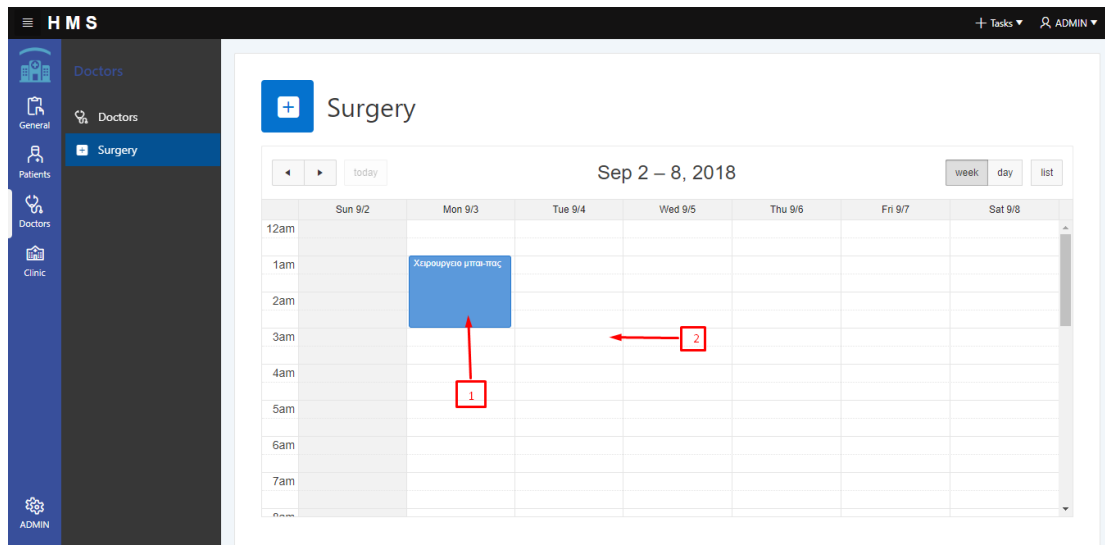 HMS
Tasks
ADMIN
General
Patients
Doctors
Clinic
ADMIN
Doctors
Doctors
Surgery
Surgery
today
Sep 2 – 8, 2018
week day list
Sun 9/2 Mon 9/3 Tue 9/4 Wed 9/5 Thu 9/6 Fri 9/7 Sat 9/8
12am
1am
Χειρουργειο μπαι-πας
2am
3am
2
4am
1
5am
6am
7am
8am